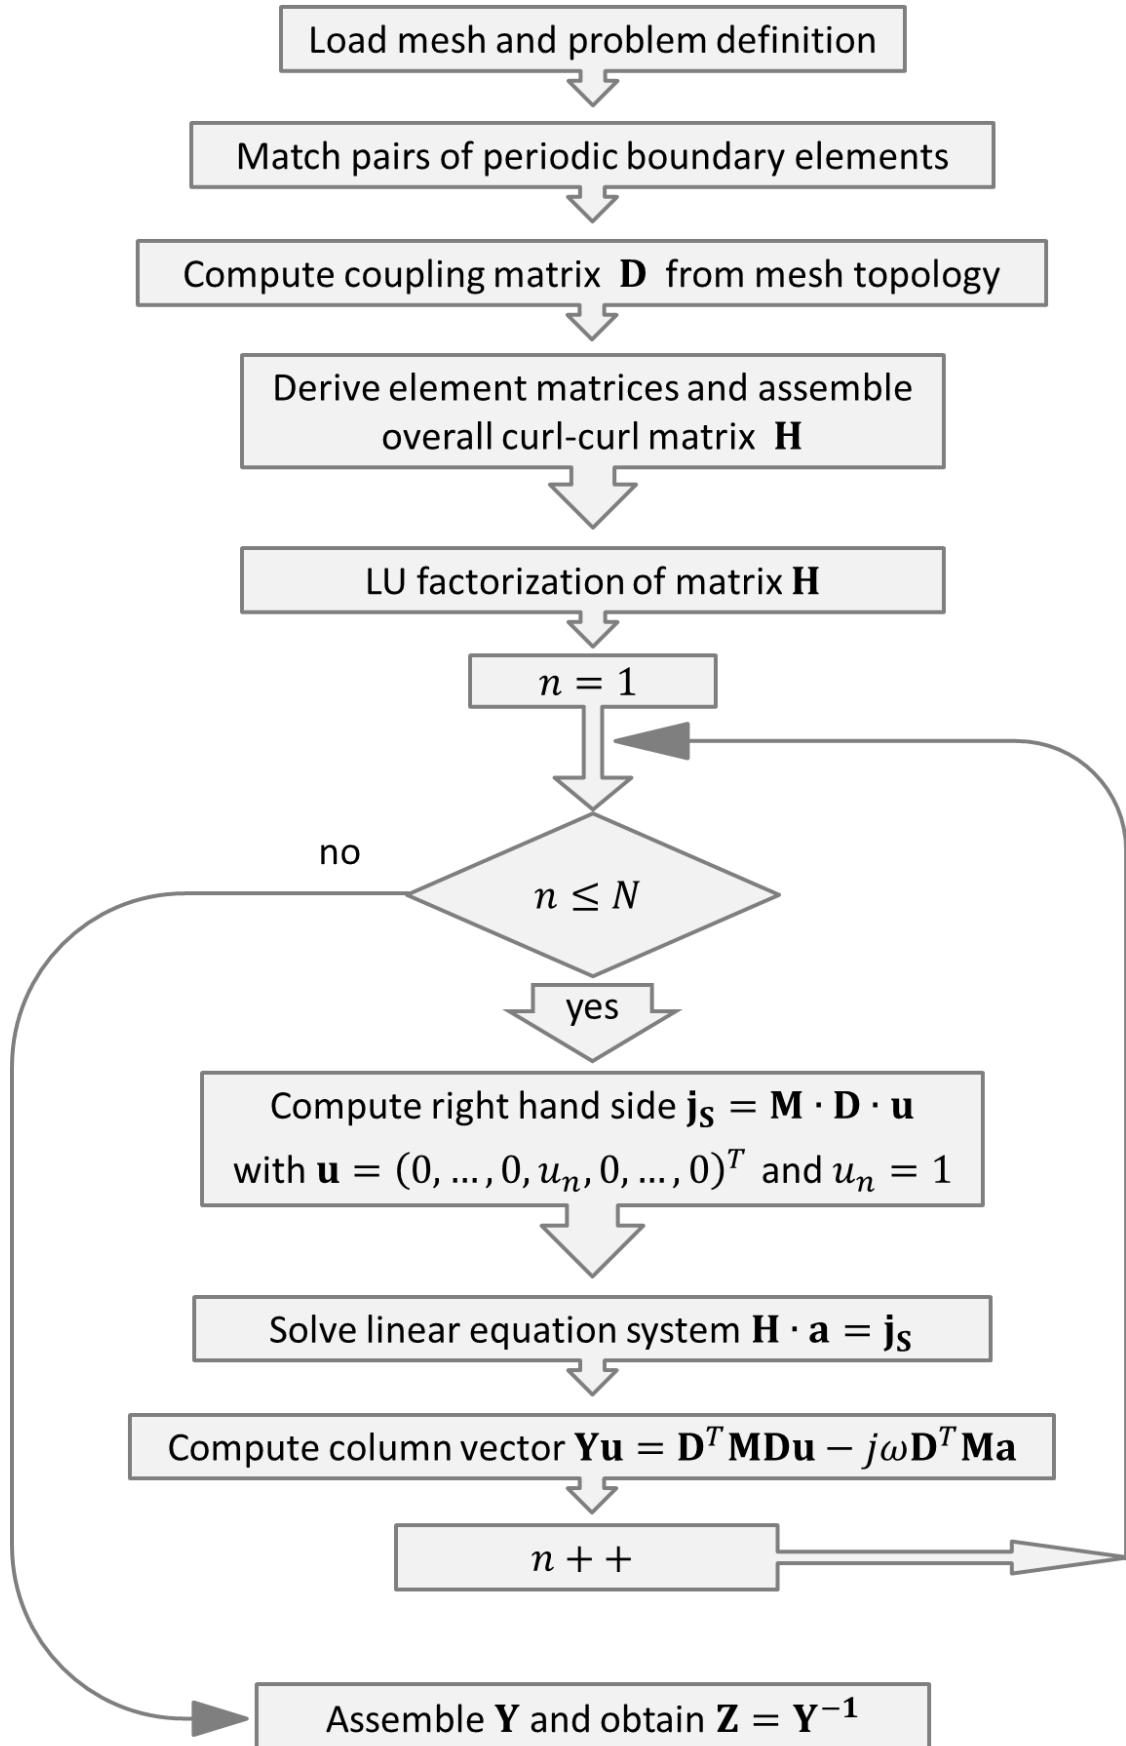 Load mesh and problem definition
Match pairs of periodic boundary elements
Compute coupling matrix D from mesh topology
Derive element matrices and assemble
overall curl-curl matrix H
LU factorization of matrix H
n = 1
no
n ≤ N
yes
Compute right hand side j_S = M · D · u
with u = (0, … , 0, u_n, 0, … , 0)^T and u_n = 1
Solve linear equation system H · a = j_S
Compute column vector Yu = D^T MDu − jωD^T Ma
n + +
Assemble Y and obtain Z = Y^−1